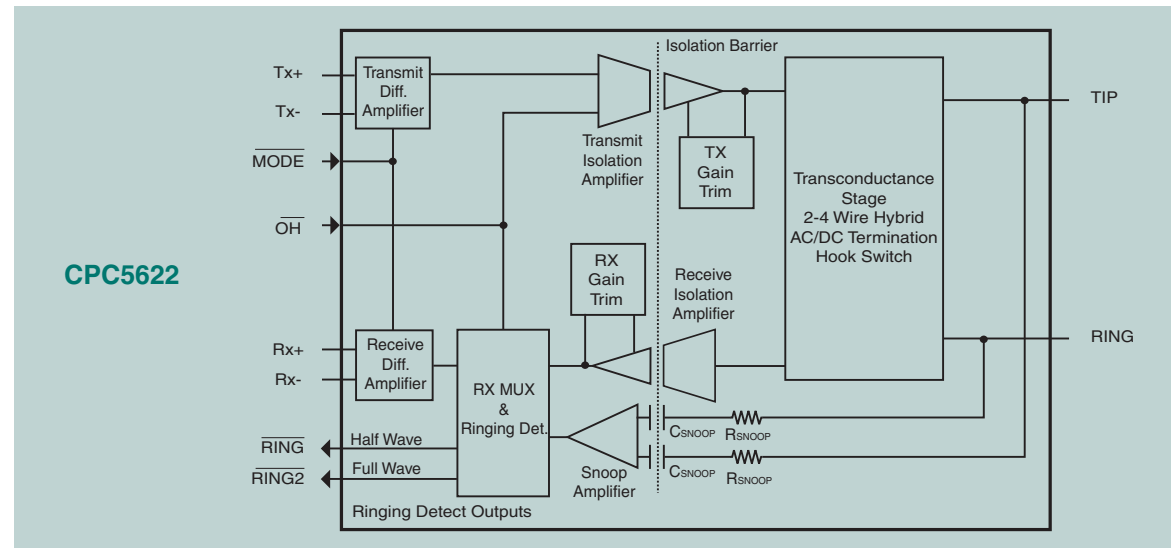 CPC5622
Tx+
Tx-
MODE
OH
Rx+
Rx-
RING
RING2
Transmit
Diff.
Amplifier
Isolation Barrier
Transmit
Isolation
Amplifier
TX
Gain
Trim
Transconductance
Stage
2-4 Wire Hybrid
AC/DC Termination
Hook Switch
TIP
RING
RX
Gain
Trim
Receive
Isolation
Amplifier
Receive
Diff.
Amplifier
RX MUX
&
Ringing Det.
Half Wave
Full Wave
Snoop
Amplifier
CSNOOP
RSNOOP
CSNOOP
RSNOOP
Ringing Detect Outputs